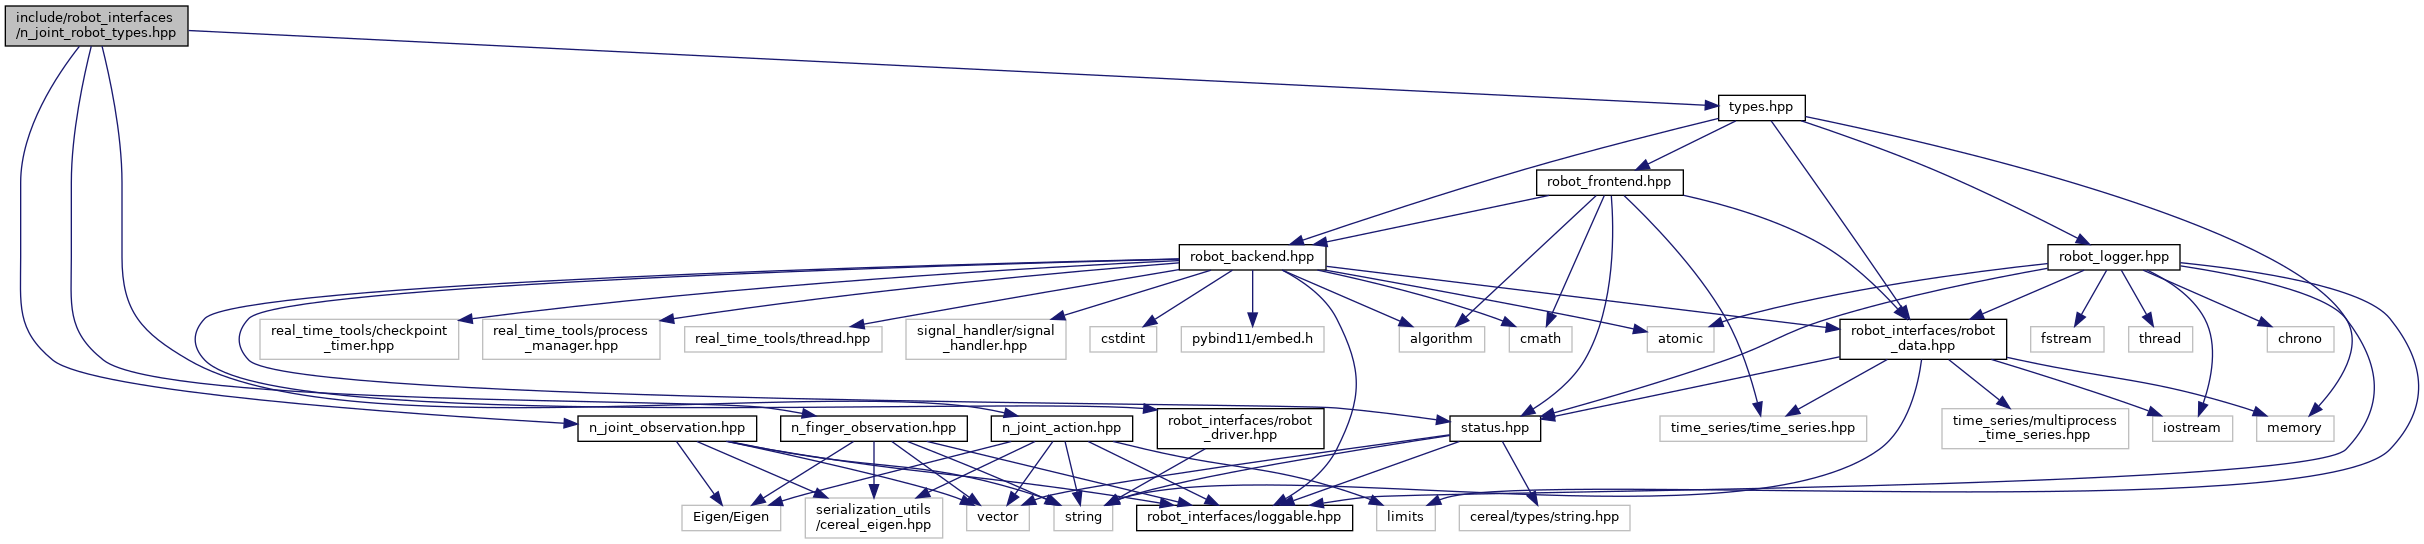 include/robot_interfaces
/n_joint_robot_types.hpp
types.hpp
robot_frontend.hpp
robot_backend.hpp
robot_logger.hpp
real_time_tools/checkpoint
_timer.hpp
real_time_tools/process
_manager.hpp
real_time_tools/thread.hpp
signal_handler/signal
_handler.hpp
cstdint
pybind11/embed.h
algorithm
cmath
atomic
robot_interfaces/robot
_data.hpp
fstream
thread
chrono
n_joint_observation.hpp
n_finger_observation.hpp
n_joint_action.hpp
robot_interfaces/robot
_driver.hpp
status.hpp
time_series/time_series.hpp
time_series/multiprocess
_time_series.hpp
iostream
memory
Eigen/Eigen
serialization_utils
/cereal_eigen.hpp
vector
string
robot_interfaces/loggable.hpp
limits
cereal/types/string.hpp